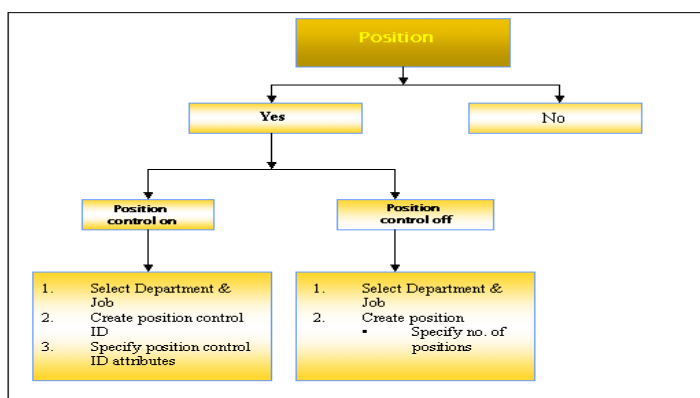 Position
Yes
No
Position
control on
Position
control off
1. Select Department &
Job
2. Create position control
ID
3. Specify position control
ID attributes
1. Select Department &
Job
2. Create position
▪ Specify no. of
positions